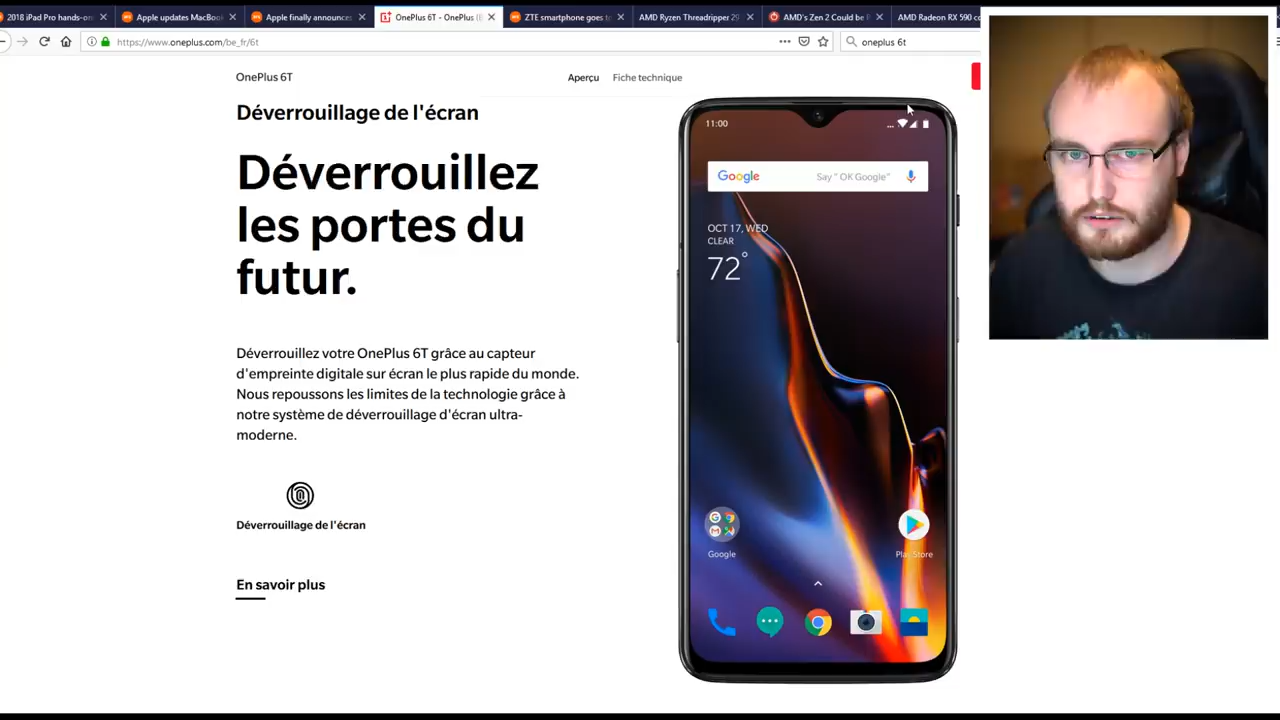 2018 iPad Pro hands-on
Apple updates MacBook
Apple finally announces
OnePlus 6T - OnePlus (
ZTE smartphone goes
AMD Ryzen Threadripper 29
AMD's Zen 2 Could be
AMD Radeon RX 590 co
https://www.oneplus.com/be_fr/6t
oneplus 6t
OnePlus 6T
Aperçu
Fiche technique
Déverrouillage de l'écran
Déverrouillez
les portes du
futur.
Déverrouillez votre OnePlus 6T grâce au capteur
d'empreinte digitale sur écran le plus rapide du monde.
Nous repoussons les limites de la technologie grâce à
notre système de déverrouillage d'écran ultra-
moderne.
Déverrouillage de l'écran
En savoir plus
11:00
Google
Say " OK Google"
OCT 17, WED
CLEAR
72°
Google
Play Store